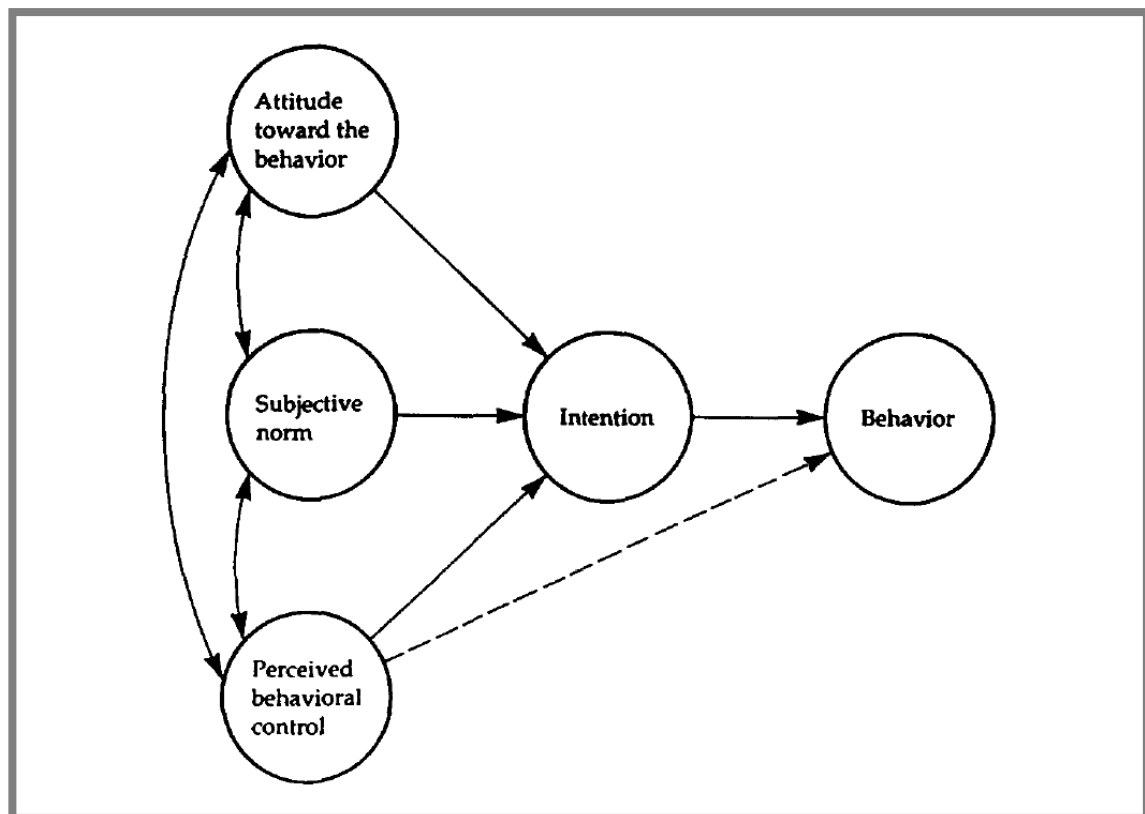 Attitude
toward the
behavior
Subjective
norm
Intention
Behavior
Perceived
behavioral
control